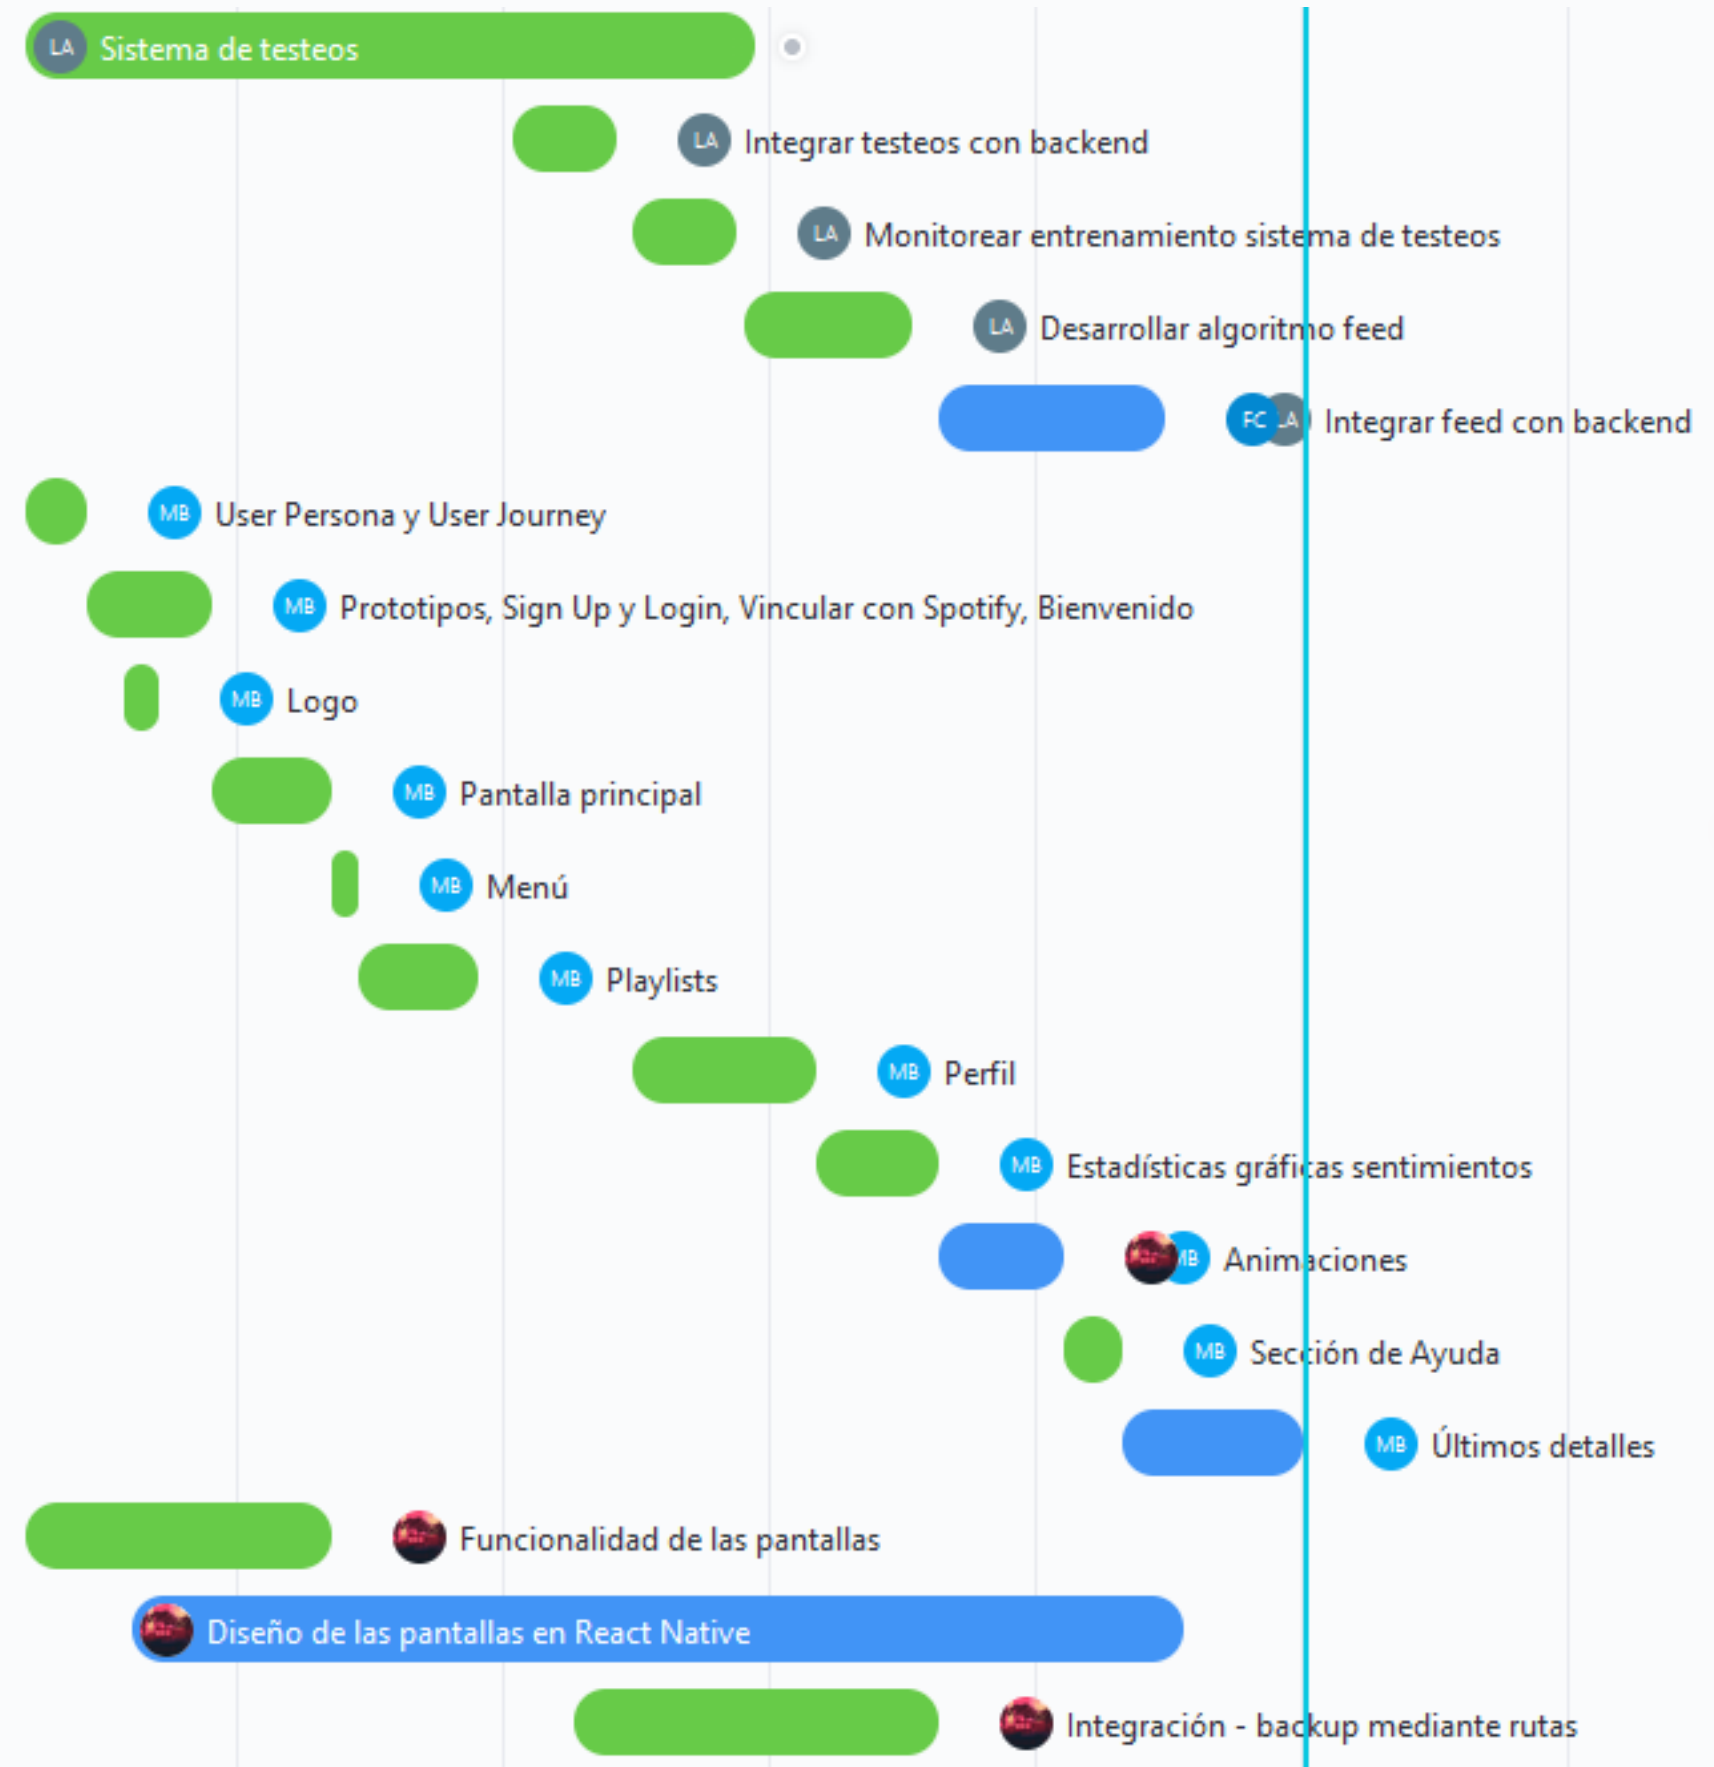 LA Sistema de testeos
LA Integrar testeos con backend
LA Monitorear entrenamiento sistema de testeos
LA Desarrollar algoritmo feed
FC LA Integrar feed con backend
MB User Persona y User Journey
MB Prototipos, Sign Up y Login, Vincular con Spotify, Bienvenido
MB Logo
MB Pantalla principal
MB Menú
MB Playlists
MB Perfil
MB Estadísticas gráficas sentimientos
MB Animaciones
MB Sección de Ayuda
MB Últimos detalles
Funcionalidad de las pantallas
Diseño de las pantallas en React Native
Integración - backup mediante rutas